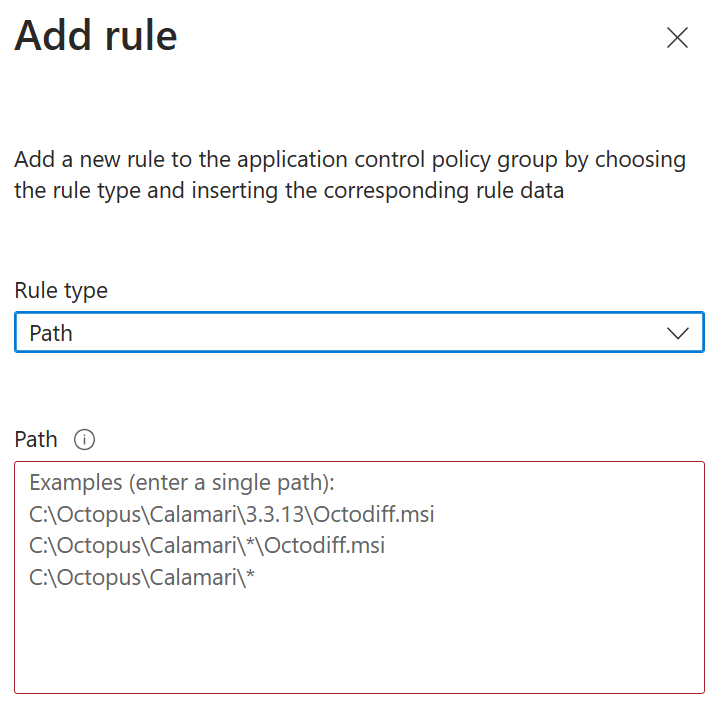 Add rule
Add a new rule to the application control policy group by choosing
the rule type and inserting the corresponding rule data
Rule type
Path
Path
Examples (enter a single path):
C:\Octopus\Calamari\3.3.13\Octodiff.msi
C:\Octopus\Calamari\*\Octodiff.msi
C:\Octopus\Calamari\*